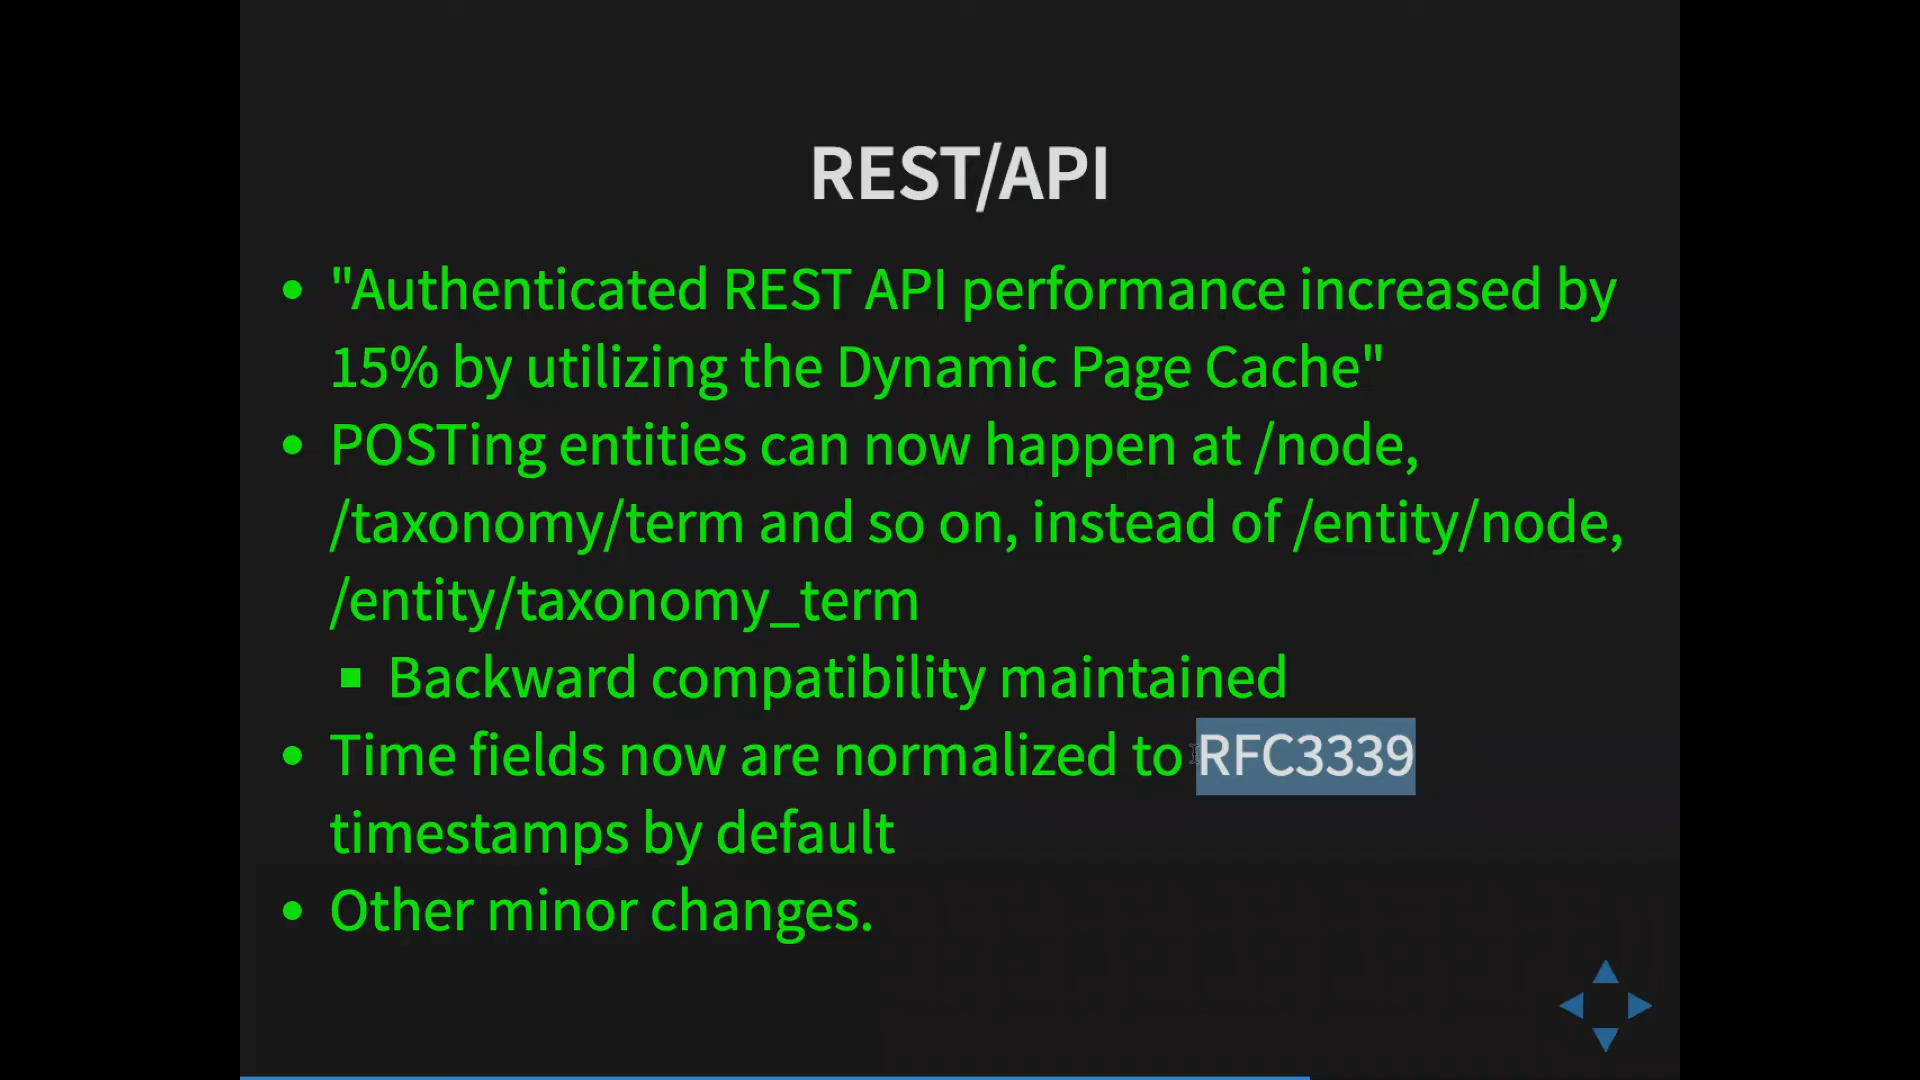 REST/API
• "Authenticated REST API performance increased by
15% by utilizing the Dynamic Page Cache"
• POSTing entities can now happen at /node,
/taxonomy/term and so on, instead of /entity/node,
/entity/taxonomy_term
▪ Backward compatibility maintained
• Time fields now are normalized to RFC3339
timestamps by default
• Other minor changes.